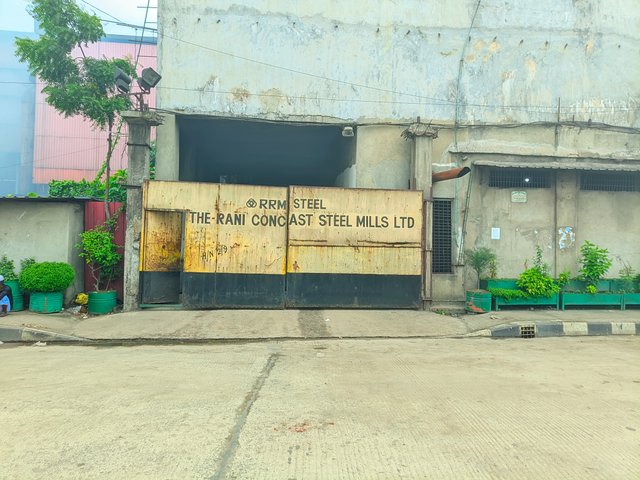 RRM STEEL
THE-RANI CONCAST STEEL MILLS LTD